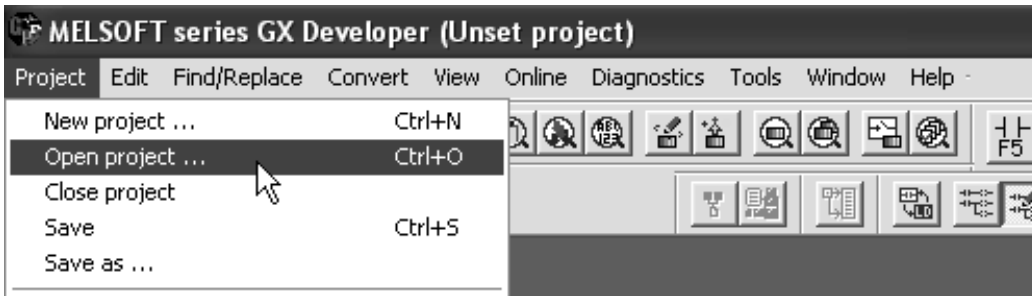 MELSOFT series GX Developer (Unset project)
Project Edit Find/Replace Convert View Online Diagnostics Tools Window Help
New project ... Ctrl+N
Open project ... Ctrl+O
Close project
Save Ctrl+S
Save as ...
F5